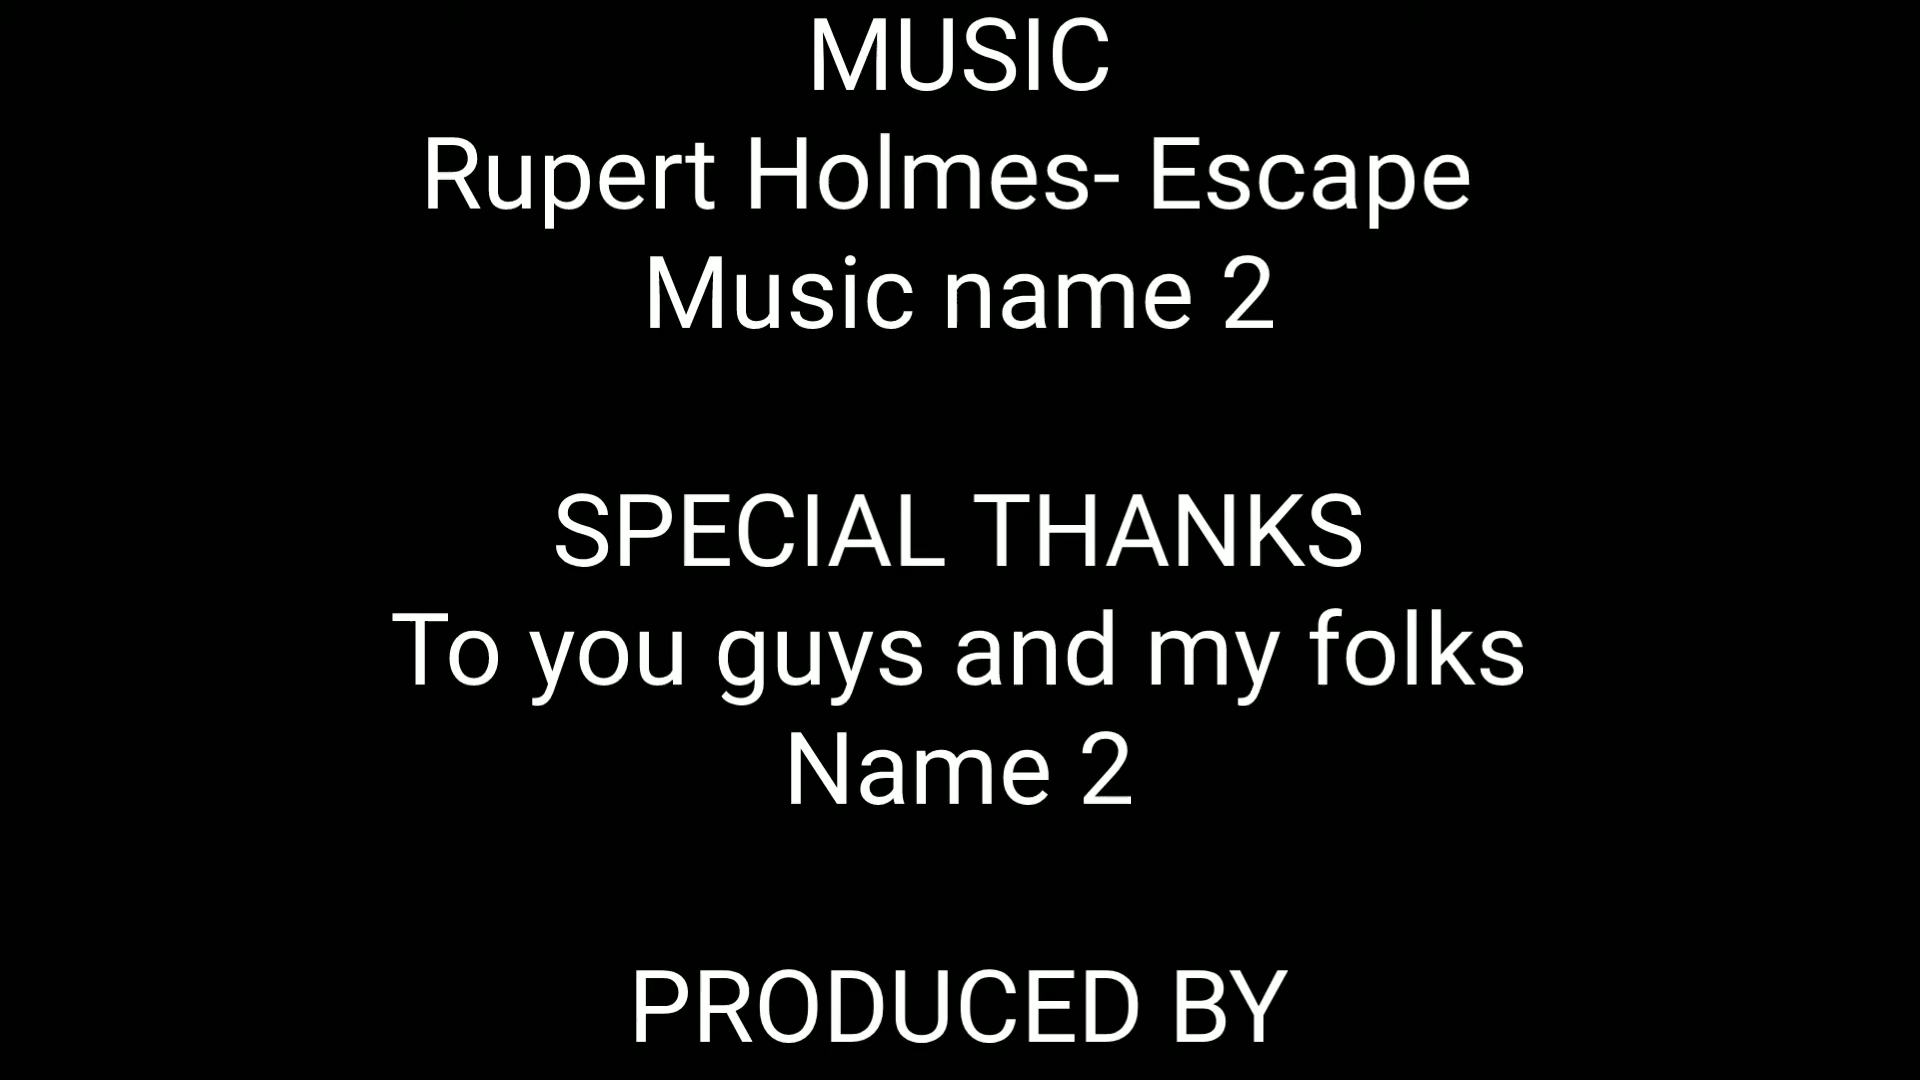 MUSIC
Rupert Holmes- Escape
Music name 2
SPECIAL THANKS
To you guys and my folks
Name 2
PRODUCED BY